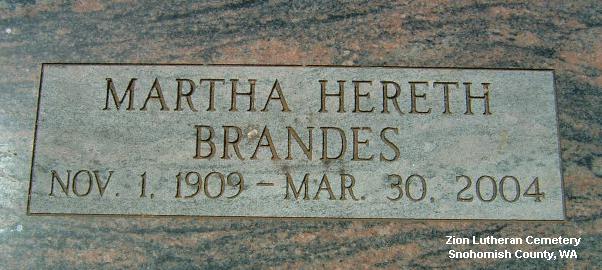 MARTHA HERETH
BRANDES
NOV. 1. 1909 - MAR. 30. 2004
Zion Lutheran Cemetery
Snohomish County, WA